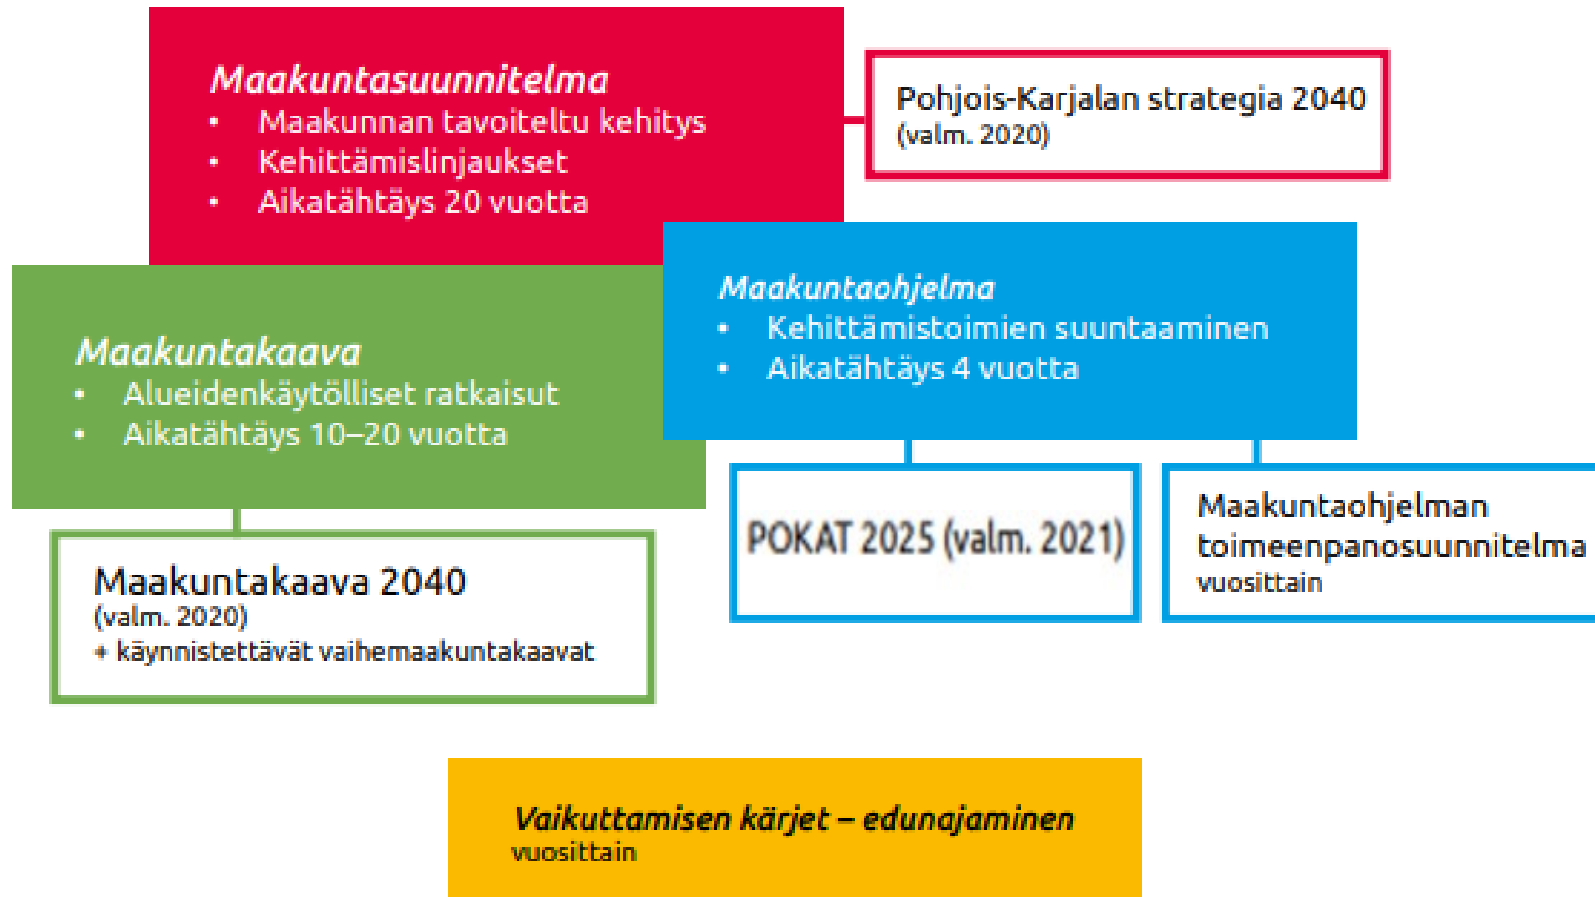 Maakuntasuunnitelma
• Maakunnan tavoiteltu kehitys
• Kehittämislinjaukset
• Aikatähtäys 20 vuotta
Pohjois-Karjalan strategia 2040
(valm. 2020)
Maakuntaohjelma
• Kehittämistoimien suuntaaminen
• Aikatähtäys 4 vuotta
Maakuntakaava
• Alueidenkäytölliset ratkaisut
• Aikatähtäys 10–20 vuotta
POKAT 2025 (valm. 2021)
Maakuntaohjelman
toimeenpanosuunnitelma
vuosittain
Maakuntakaava 2040
(valm. 2020)
+ käynnistettävät vaihemaakuntakaavat
Vaikuttamisen kärjet – edunajaminen
vuosittain